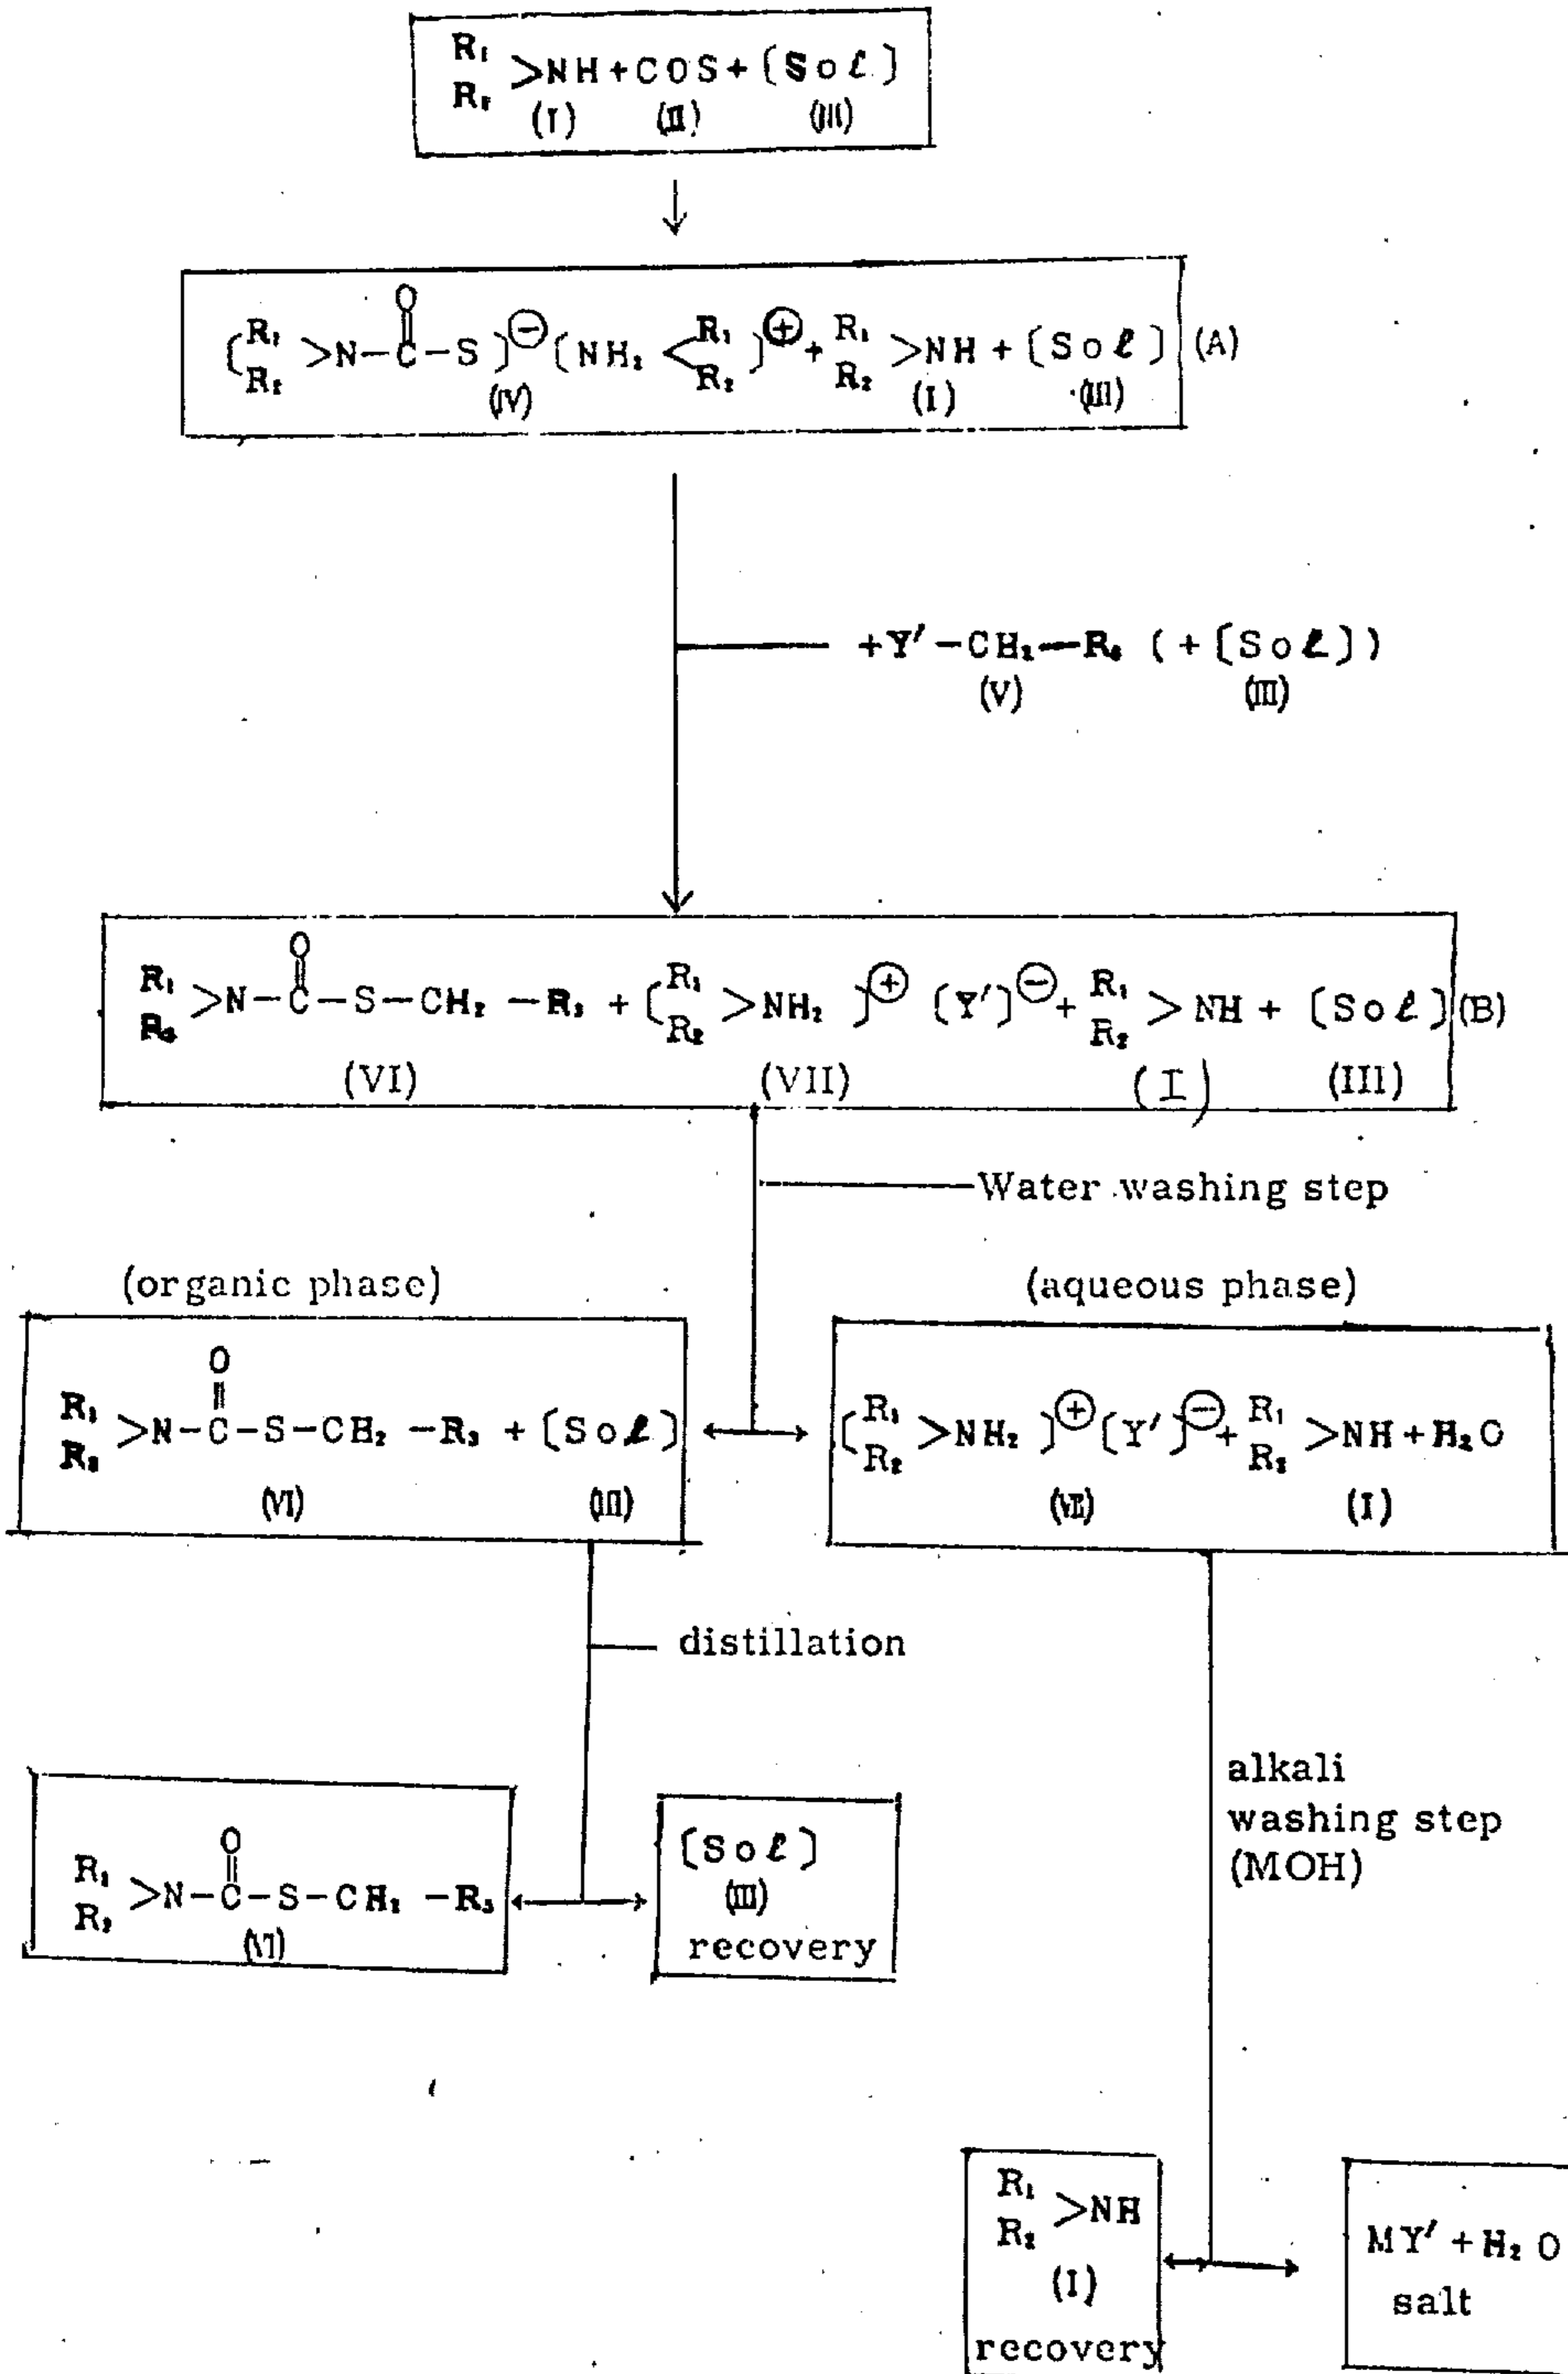 R₁
R₂ >NH + COS + [Sol]
(I) (II) (III)
O
[R₁ R₂ >N-C-S]⊖ [NH₂< R₁ R₂]⊕ + R₁ R₂ >NH + [Sol] (A)
(IV) (I) (III)
+Y′-CH₂-R₃ (+[Sol])
(V) (III)
O
R₁ R₂ >N-C-S-CH₂-R₃ + [R₁ R₂ >NH₂]⊕ [Y′]⊖ + R₁ R₂ >NH + [Sol] (B)
(VI) (VII) (I) (III)
Water washing step
(organic phase) (aqueous phase)
O
R₁ R₂ >N-C-S-CH₂-R₃ + [Sol]
(VI) (III)
[R₁ R₂ >NH₂]⊕ [Y′]⊖ + R₁ R₂ >NH + H₂O
(VII) (I)
distillation
alkali
washing step
(MOH)
O
R₁ R₂ >N-C-S-CH₂-R₃
(VI)
[Sol]
(III)
recovery
R₁
R₂ >NH
(I)
recovery
MY′ + H₂O
salt